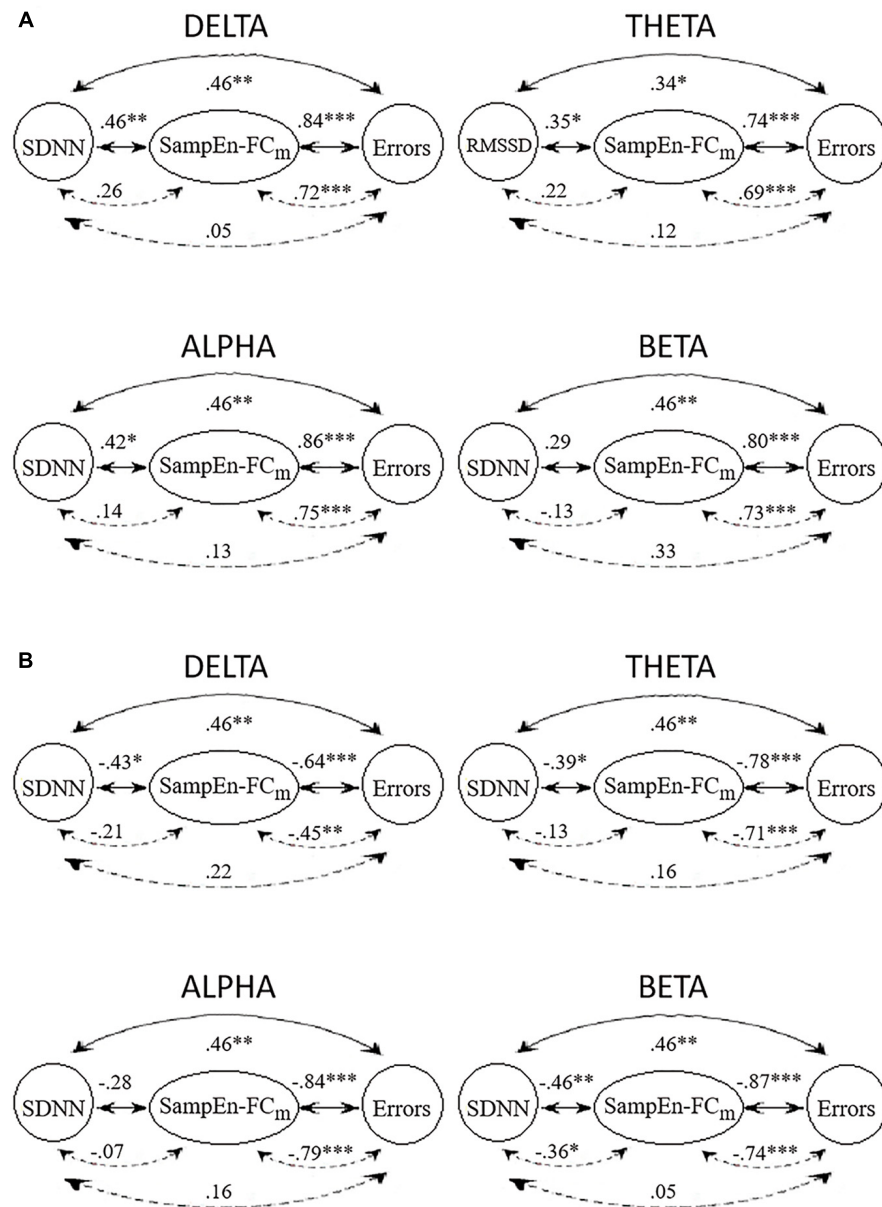 A
DELTA THETA
.46** .34*
.46** .84*** .35* .74***
SDNN SampEn-FCm Errors RMSSD SampEn-FCm Errors
.26 .72*** .22 .69***
.05 .12
ALPHA BETA
.46** .46**
.42* .86*** .29 .80***
SDNN SampEn-FCm Errors SDNN SampEn-FCm Errors
.14 .75*** -.13 .73***
.13 .33
B
DELTA THETA
.46** .46**
-.43* -.64*** -.39* -.78***
SDNN SampEn-FCm Errors SDNN SampEn-FCm Errors
-.21 -.45** -.13 -.71***
.22 .16
ALPHA BETA
.46** .46**
-.28 -.84*** -.46** -.87***
SDNN SampEn-FCm Errors SDNN SampEn-FCm Errors
-.07 -.79*** -.36* -.74***
.16 .05